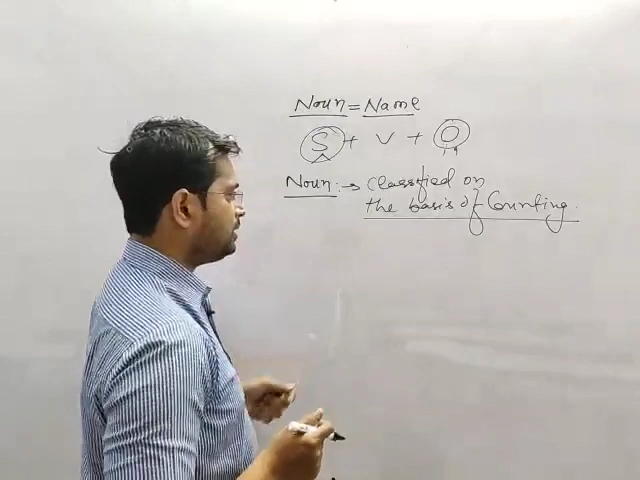 Noun = Name
S + V + O
Noun :→ Classified on
the basis of Counting.